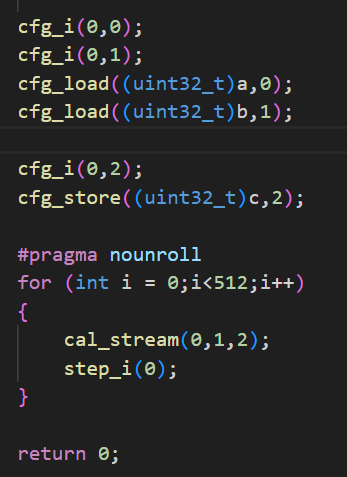 cfg_i(0,0);
cfg_i(0,1);
cfg_load((uint32_t)a,0);
cfg_load((uint32_t)b,1);
cfg_i(0,2);
cfg_store((uint32_t)c,2);
#pragma nounroll
for (int i = 0;i<512;i++)
{
    cal_stream(0,1,2);
    step_i(0);
}
return 0;